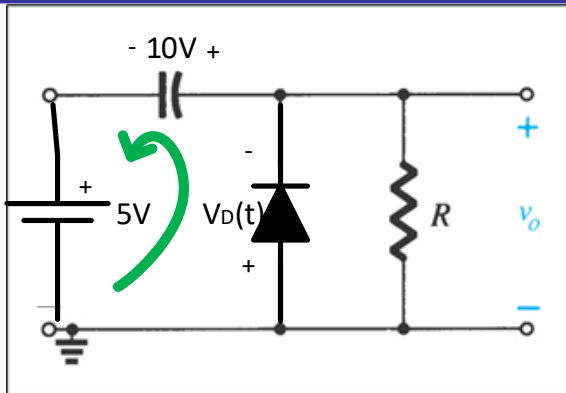 - 10V +
-
+
5V
VD(t)
R
+
vo
+
−
−